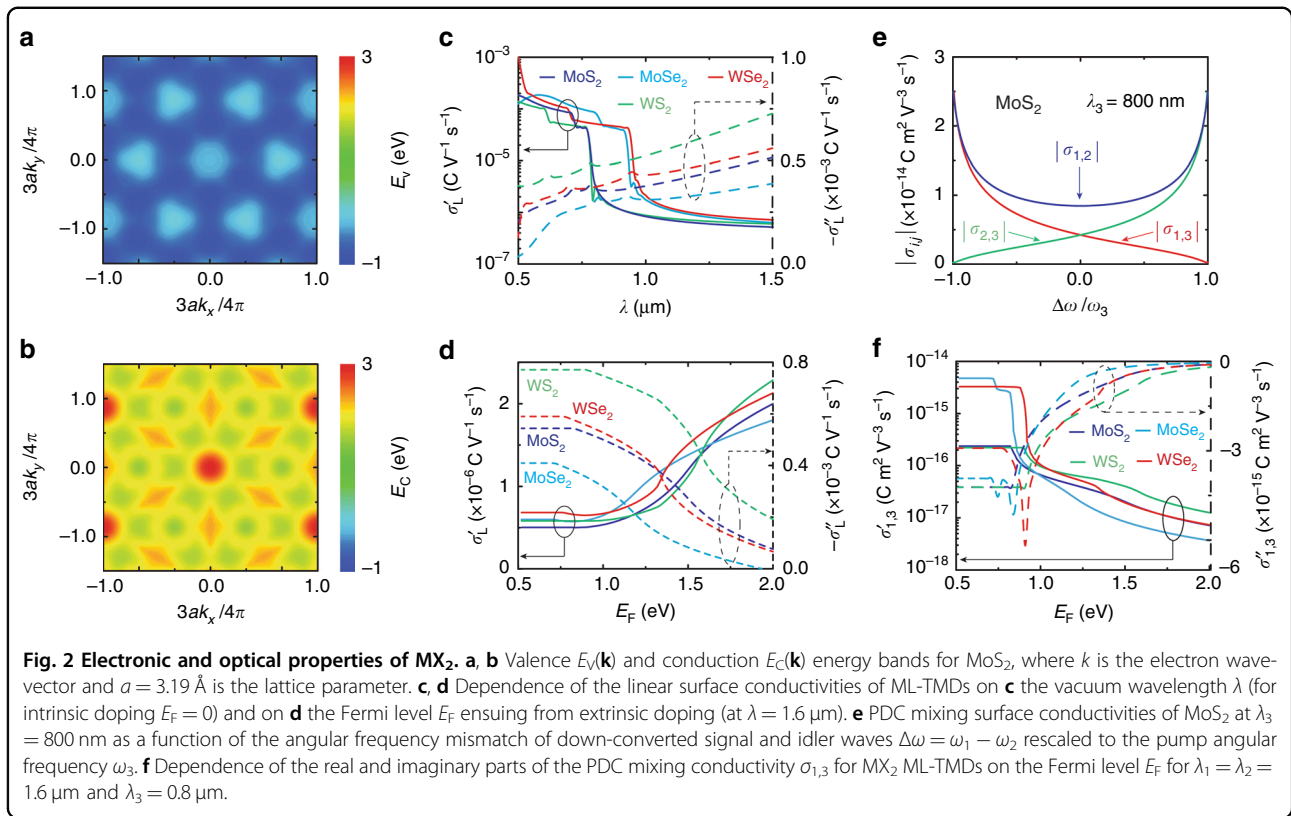 a
3
1.0
0.0
–1.0
3ak_y/4π
–1.0
0.0
1.0
3ak_x/4π
E_v (eV)
–1
c
10⁻³
10⁻⁵
10⁻⁷
σ′_L (C V⁻¹ s⁻¹)
MoS₂
MoSe₂
WSe₂
WS₂
1.0
0.5
0.0
–σ″_L (×10⁻³ C V⁻¹ s⁻¹)
0.5
1.0
1.5
λ (μm)
e
3
2
1
0
|σ_ij| (×10⁻¹⁴ C m² V⁻³ s⁻¹)
MoS₂
λ₃ = 800 nm
|σ₁,₂|
|σ₂,₃|
|σ₁,₃|
–1.0
0.0
1.0
Δω/ω₃
b
3
1.0
0.0
–1.0
3ak_y/4π
–1.0
0.0
1.0
3ak_x/4π
E_C (eV)
–1
d
2
1
0
σ′_L (×10⁻⁶ C V⁻¹ s⁻¹)
WS₂
WSe₂
MoS₂
MoSe₂
0.8
0.4
0.0
–σ″_L (×10⁻³ C V⁻¹ s⁻¹)
0.5
1.0
1.5
2.0
E_F (eV)
f
10⁻¹⁴
10⁻¹⁵
10⁻¹⁶
10⁻¹⁷
10⁻¹⁸
σ′₁,₃ (C m² V⁻³ s⁻¹)
MoS₂
MoSe₂
WS₂
WSe₂
0
–3
–6
σ″₁,₃ (×10⁻¹⁵ C m² V⁻³ s⁻¹)
0.5
1.0
1.5
2.0
E_F (eV)
Fig. 2 Electronic and optical properties of MX₂. a, b Valence E_V(k) and conduction E_C(k) energy bands for MoS₂, where k is the electron wave-
vector and a = 3.19 Å is the lattice parameter. c, d Dependence of the linear surface conductivities of ML-TMDs on c the vacuum wavelength λ (for
intrinsic doping E_F = 0) and on d the Fermi level E_F ensuing from extrinsic doping (at λ = 1.6 μm). e PDC mixing surface conductivities of MoS₂ at λ₃
= 800 nm as a function of the angular frequency mismatch of down-converted signal and idler waves Δω = ω₁ − ω₂ rescaled to the pump angular
frequency ω₃. f Dependence of the real and imaginary parts of the PDC mixing conductivity σ₁,₃ for MX₂ ML-TMDs on the Fermi level E_F for λ₁ = λ₂ =
1.6 μm and λ₃ = 0.8 μm.